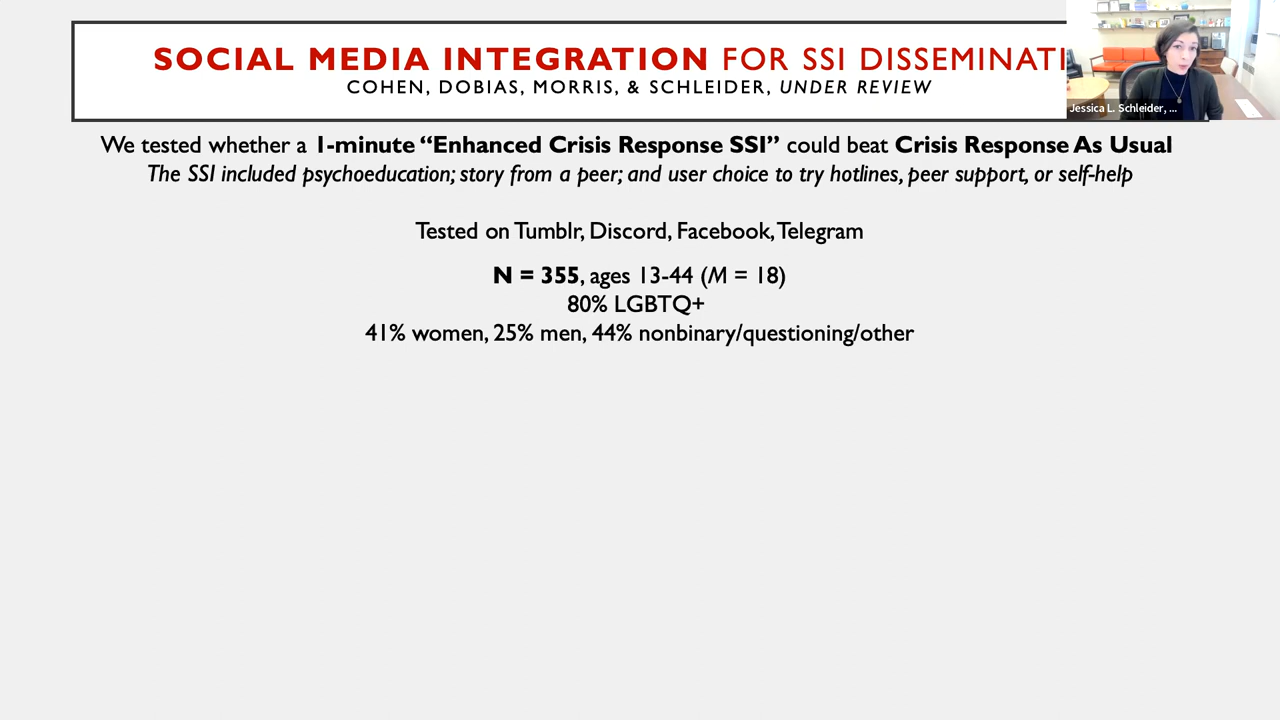 SOCIAL MEDIA INTEGRATION FOR SSI DISSEMINATI
COHEN, DOBIAS, MORRIS, & SCHLEIDER, UNDER REVIEW
Jessica L. Schleider, ...
We tested whether a 1-minute “Enhanced Crisis Response SSI” could beat Crisis Response As Usual
The SSI included psychoeducation; story from a peer; and user choice to try hotlines, peer support, or self-help
Tested on Tumblr, Discord, Facebook, Telegram
N = 355, ages 13-44 (M = 18)
80% LGBTQ+
41% women, 25% men, 44% nonbinary/questioning/other